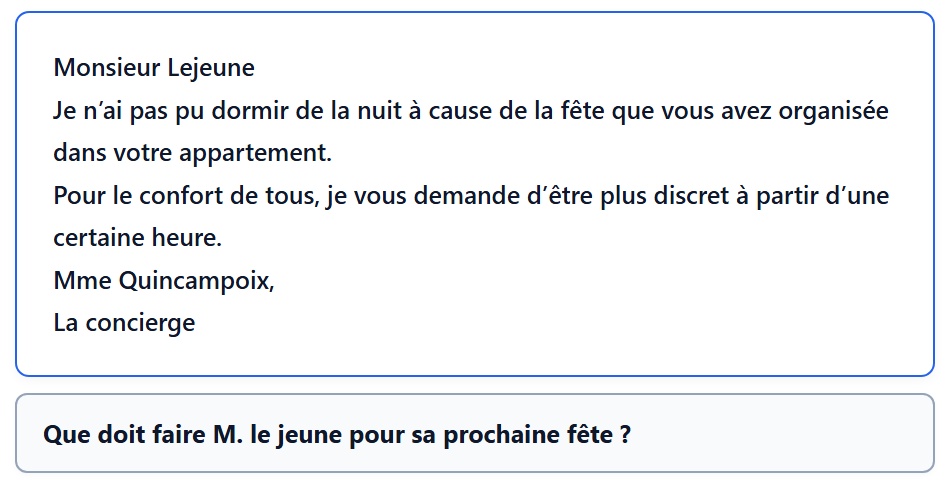 Monsieur Lejeune
Je n’ai pas pu dormir de la nuit à cause de la fête que vous avez organisée
dans votre appartement.
Pour le confort de tous, je vous demande d’être plus discret à partir d’une
certaine heure.
Mme Quincampoix,
La concierge
Que doit faire M. le jeune pour sa prochaine fête ?